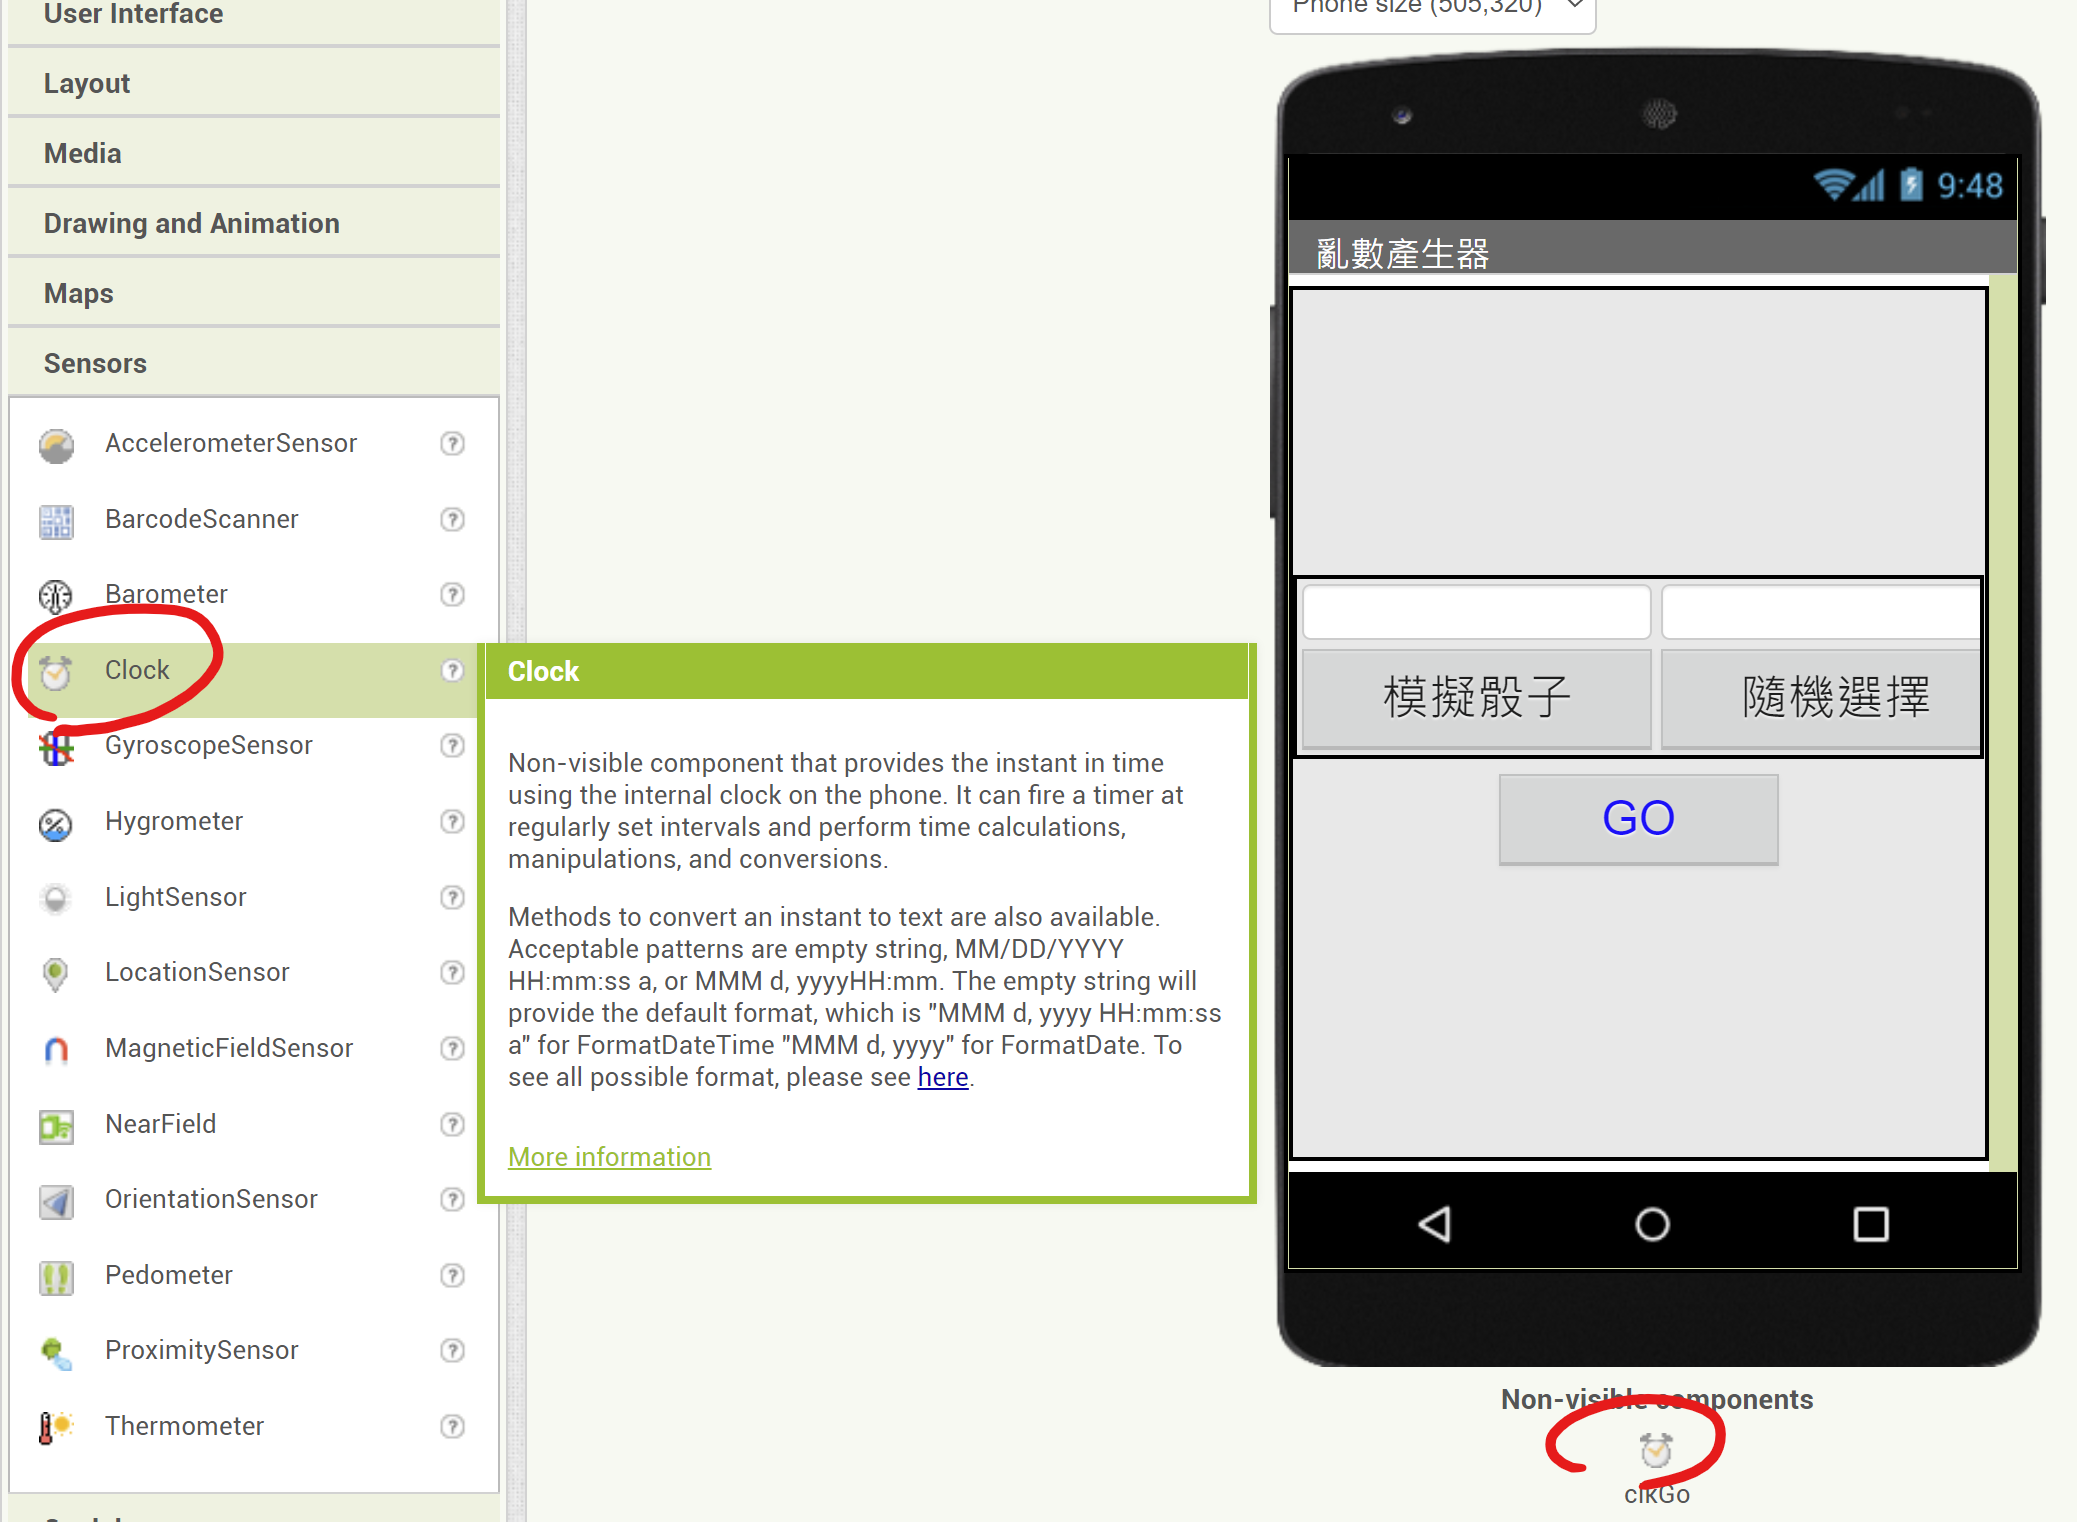 User Interface
Layout
Media
Drawing and Animation
Maps
Sensors
AccelerometerSensor
BarcodeScanner
Barometer
Clock
GyroscopeSensor
Hygrometer
LightSensor
LocationSensor
MagneticFieldSensor
NearField
OrientationSensor
Pedometer
ProximitySensor
Thermometer
Clock
Non-visible component that provides the instant in time
using the internal clock on the phone. It can fire a timer at
regularly set intervals and perform time calculations,
manipulations, and conversions.
Methods to convert an instant to text are also available.
Acceptable patterns are empty string, MM/DD/YYYY
HH:mm:ss a, or MMM d, yyyyHH:mm. The empty string will
provide the default format, which is "MMM d, yyyy HH:mm:ss
a" for FormatDateTime "MMM d, yyyy" for FormatDate. To
see all possible format, please see here.
More information
Phone size (505,320)
9:48
亂數產生器
模擬骰子
隨機選擇
GO
Non-visible components
clkGo